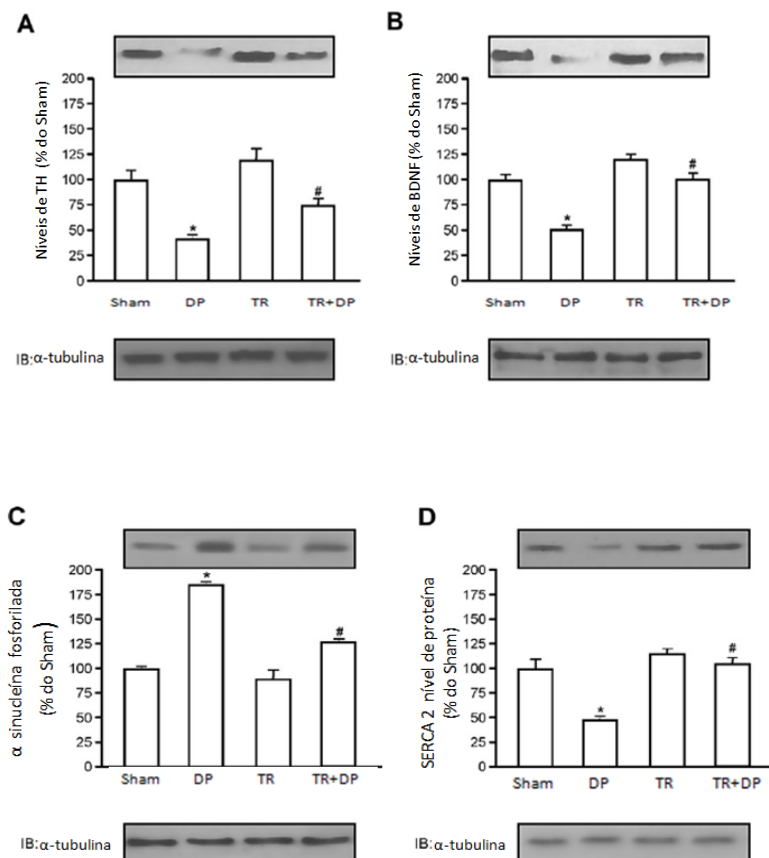 A
Níveis de TH (% do Sham)
200
175
150
125
100
75
50
25
0
*
#
Sham DP TR TR+DP
IB:α-tubulina
B
Níveis de BDNF (% do Sham)
200
175
150
125
100
75
50
25
0
*
#
Sham DP TR TR+DP
IB:α-tubulina
C
α sinucleína fosforilada
(% do Sham)
200
175
150
125
100
75
50
25
0
*
#
Sham DP TR TR+DP
IB:α-tubulina
D
SERCA 2 nível de proteína
(% do Sham)
200
175
150
125
100
75
50
25
0
*
#
Sham DP TR TR+DP
IB:α-tubulina